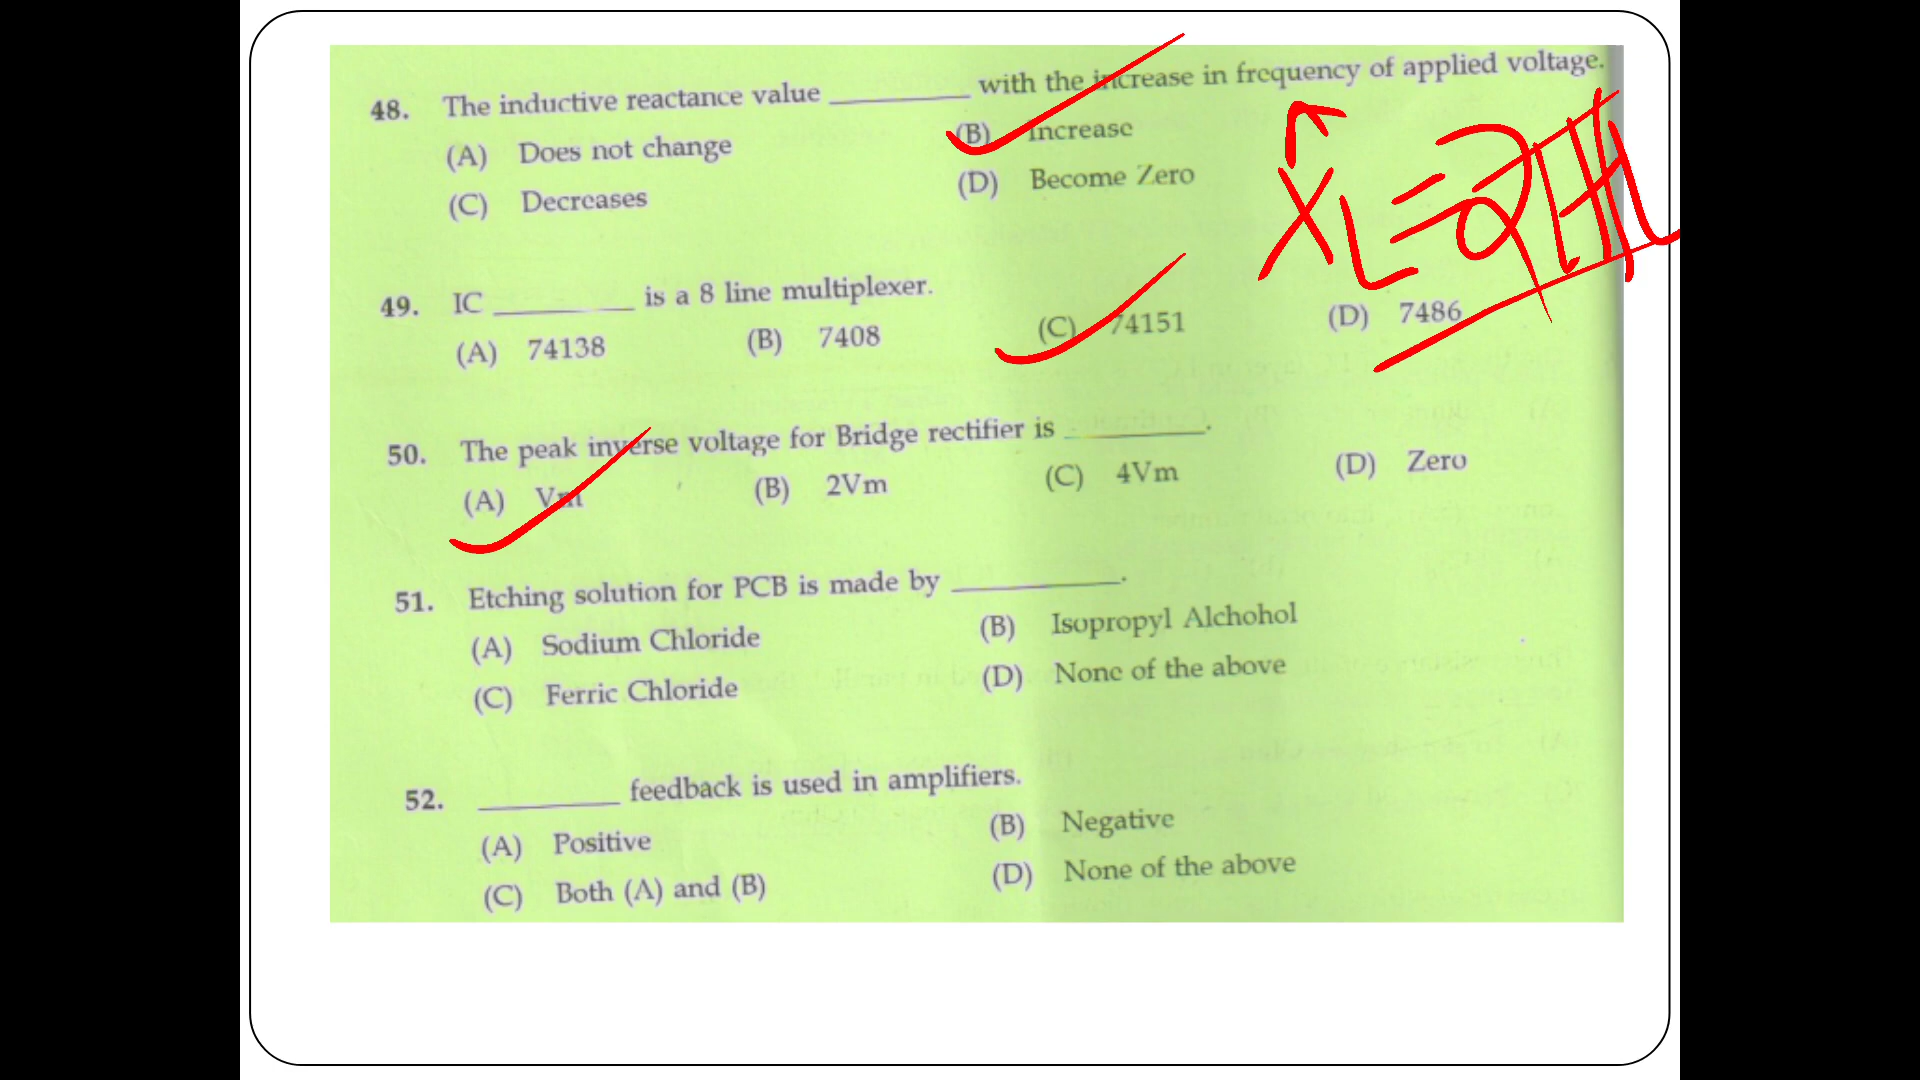 48. The inductive reactance value ________ with the increase in frequency of applied voltage.
(A) Does not change (B) Increase
(C) Decreases (D) Become Zero
X L = 2
49. IC ________ is a 8 line multiplexer.
(A) 74138 (B) 7408 (C) 74151 (D) 7486
50. The peak inverse voltage for Bridge rectifier is ________.
(A) Vm (B) 2Vm (C) 4Vm (D) Zero
51. Etching solution for PCB is made by ________.
(A) Sodium Chloride (B) Isopropyl Alchohol
(C) Ferric Chloride (D) None of the above
52. ________ feedback is used in amplifiers.
(A) Positive (B) Negative
(C) Both (A) and (B) (D) None of the above